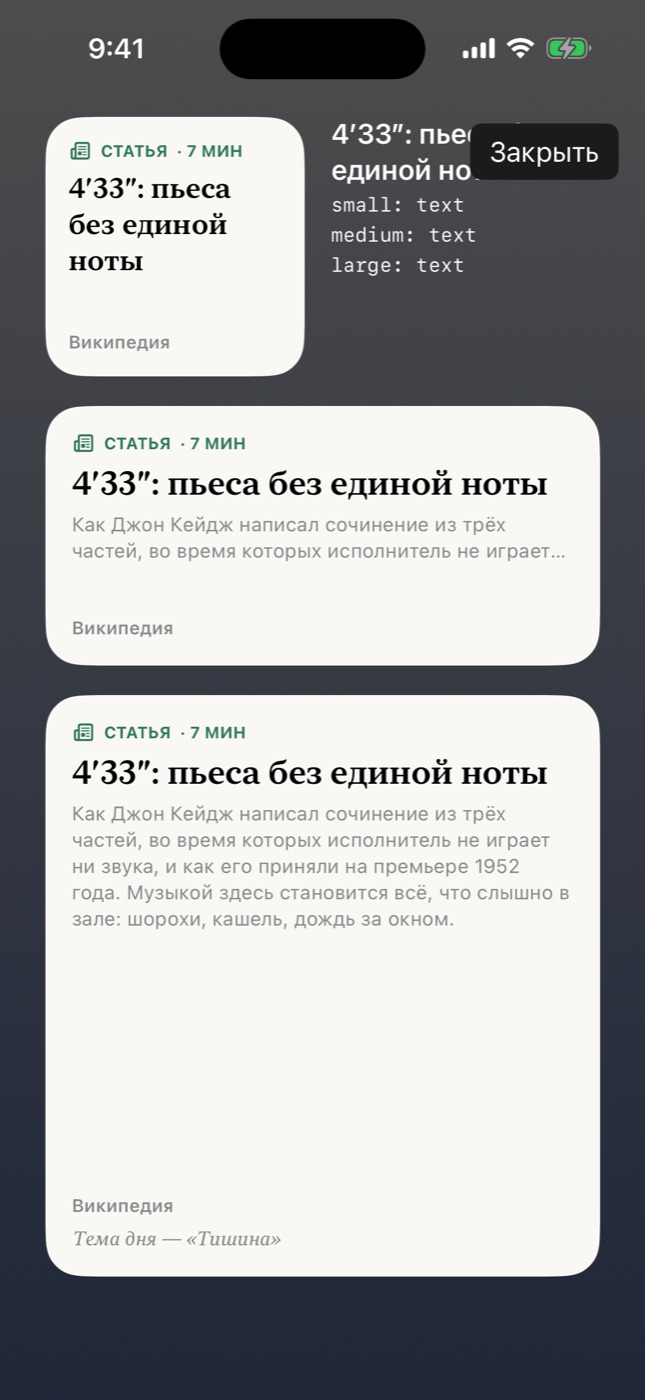 9:41
СТАТЬЯ · 7 МИН
4′33″: пьеса
без единой
ноты
Википедия
4′33″:
единой
small: text
medium: text
large: text
Закрыть
СТАТЬЯ · 7 МИН
4′33″: пьеса без единой ноты
Как Джон Кейдж написал сочинение из трёх
частей, во время которых исполнитель не играет...
Википедия
СТАТЬЯ · 7 МИН
4′33″: пьеса без единой ноты
Как Джон Кейдж написал сочинение из трёх
частей, во время которых исполнитель не играет
ни звука, и как его приняли на премьере 1952
года. Музыкой здесь становится всё, что слышно в
зале: шорохи, кашель, дождь за окном.
Википедия
Тема дня — «Тишина»